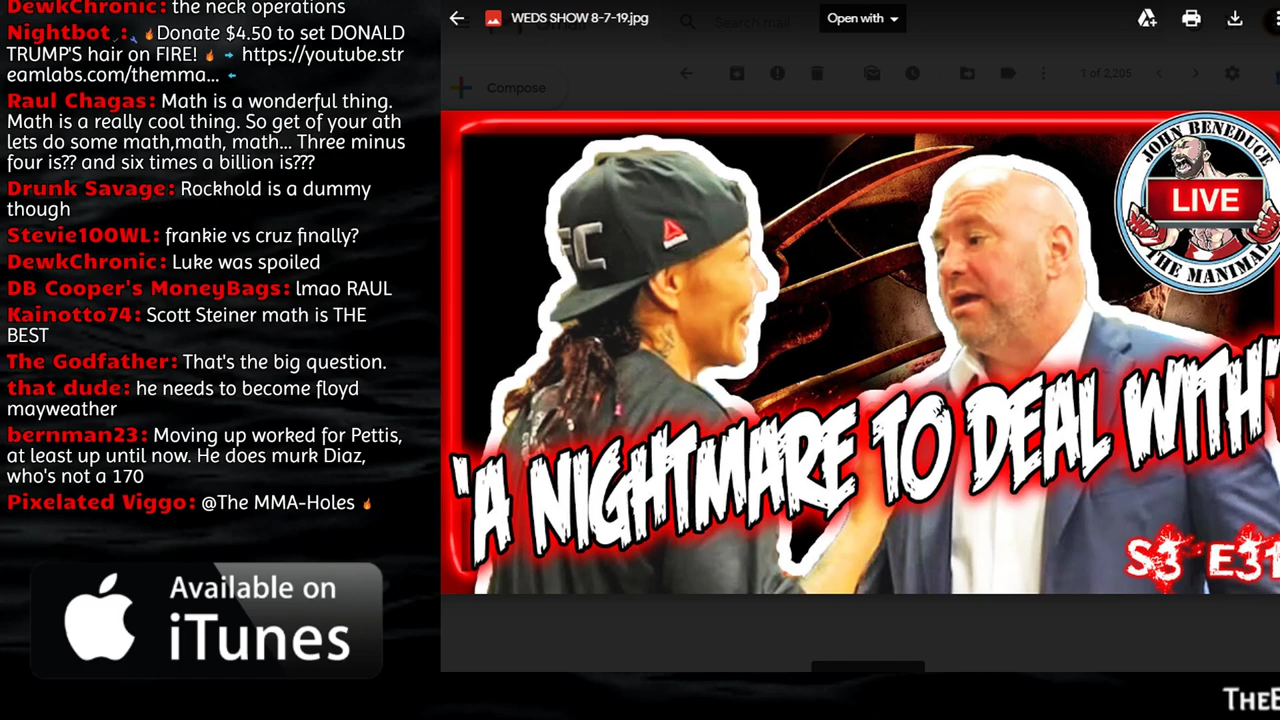 DewkChronic: the neck operations
Nightbot : Donate $4.50 to set DONALD
TRUMP'S hair on FIRE! https://youtube.str
eamlabs.com/themma...
Raul Chagas: Math is a wonderful thing.
Math is a really cool thing. So get of your ath
lets do some math,math, math... Three minus
four is?? and six times a billion is???
Drunk Savage: Rockhold is a dummy
though
Stevie100WL: frankie vs cruz finally?
DewkChronic: Luke was spoiled
DB Cooper's MoneyBags: lmao RAUL
Kainotto74: Scott Steiner math is THE
BEST
The Godfather: That's the big question.
that dude: he needs to become floyd
mayweather
bernman23: Moving up worked for Pettis,
at least up until now. He does murk Diaz,
who's not a 170
Pixelated Viggo: @The MMA-Holes
Available on
iTunes
WEDS SHOW 8-7-19.jpg
Search mail
Open with
Compose
1 of 2,205
JOHN BENEDUCE
LIVE
THE MANIMAL
FC
"A NIGHTMARE TO DEAL WITH"
S3 E31
THEB